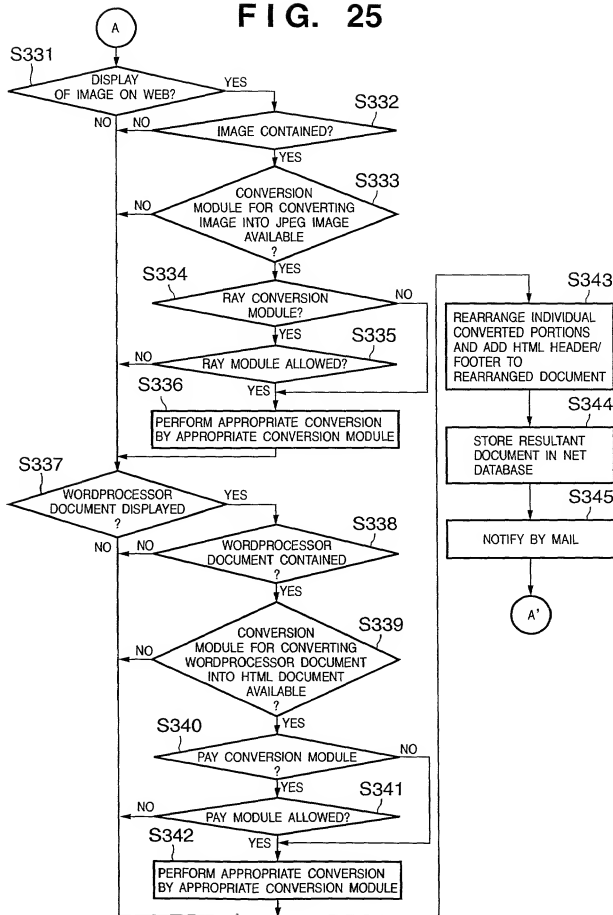 FIG. 25
A
S331
DISPLAY
OF IMAGE ON WEB?
YES
NO
S332
IMAGE CONTAINED?
NO
YES
S333
CONVERSION
MODULE FOR CONVERTING
IMAGE INTO JPEG IMAGE
AVAILABLE
?
NO
YES
S334
RAY CONVERSION
MODULE?
NO
YES
S335
RAY MODULE ALLOWED?
NO
YES
S336
PERFORM APPROPRIATE CONVERSION
BY APPROPRIATE CONVERSION MODULE
S337
WORDPROCESSOR
DOCUMENT DISPLAYED
?
YES
NO
S338
WORDPROCESSOR
DOCUMENT CONTAINED
?
NO
YES
S339
CONVERSION
MODULE FOR CONVERTING
WORDPROCESSOR DOCUMENT
INTO HTML DOCUMENT
AVAILABLE
?
NO
YES
S340
PAY CONVERSION MODULE
?
NO
YES
S341
PAY MODULE ALLOWED?
NO
YES
S342
PERFORM APPROPRIATE CONVERSION
BY APPROPRIATE CONVERSION MODULE
S343
REARRANGE INDIVIDUAL
CONVERTED PORTIONS
AND ADD HTML HEADER/
FOOTER TO
REARRANGED DOCUMENT
S344
STORE RESULTANT
DOCUMENT IN NET
DATABASE
S345
NOTIFY BY MAIL
A'